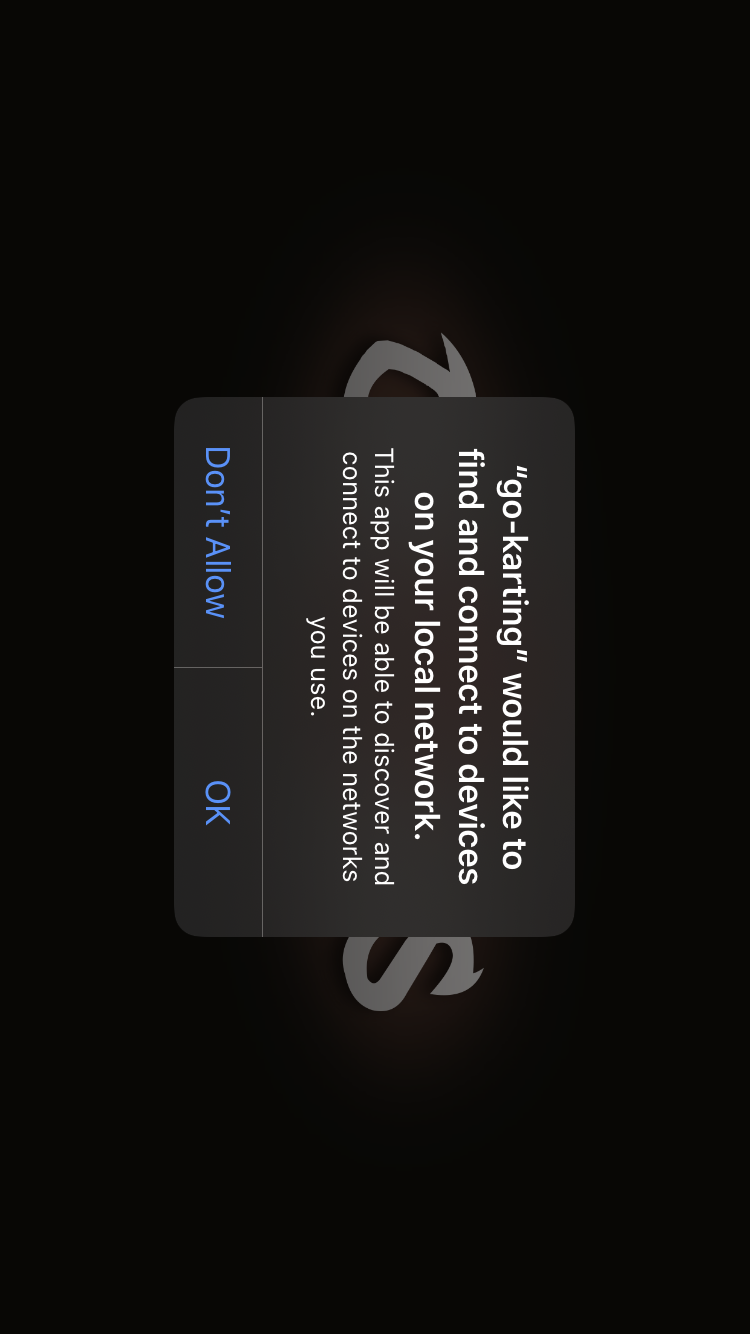 “go-karting” would like to
find and connect to devices
on your local network.
This app will be able to discover and
connect to devices on the networks
you use.
Don’t Allow
OK